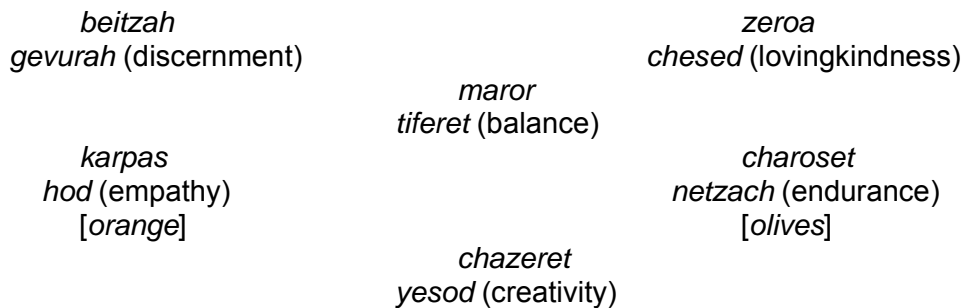 beitzah zeroa
gevurah (discernment) chesed (lovingkindness)
maror
tiferet (balance)
karpas charoset
hod (empathy) netzach (endurance)
[orange] [olives]
chazeret
yesod (creativity)